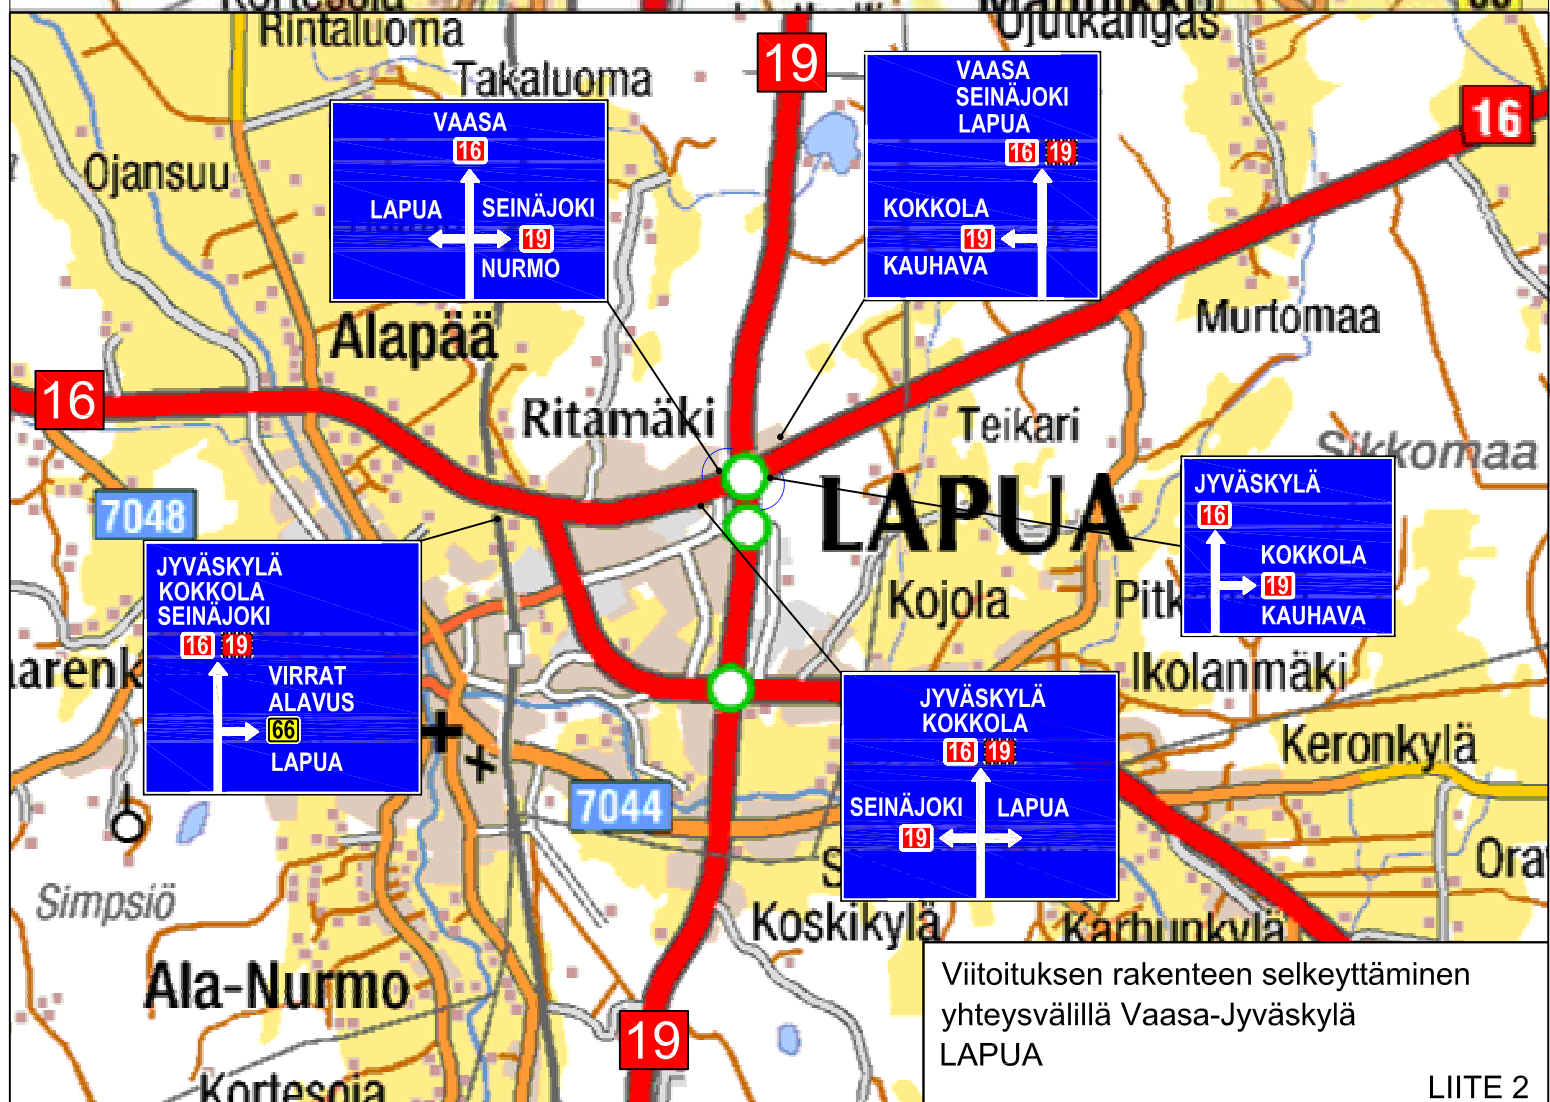 Rintaluoma
Ojutkangas
19
Takaluoma
16
Ojansuu
VAASA
16
LAPUA
SEINÄJOKI
19
NURMO
VAASA
SEINÄJOKI
LAPUA
16 19
KOKKOLA
19
KAUHAVA
Alapää
Murtomaa
16
Ritamäki
Teikari
Sikkomaa
LAPUA
7048
JYVÄSKYLÄ
16
KOKKOLA
19
KAUHAVA
JYVÄSKYLÄ
KOKKOLA
SEINÄJOKI
16 19
VIRRAT
ALAVUS
66
LAPUA
Kojola
Ikolanmäki
JYVÄSKYLÄ
KOKKOLA
16 19
SEINÄJOKI
19
LAPUA
Keronkylä
7044
Simpsiö
Koskikylä
Karhunkylä
Ala-Nurmo
19
Kortesoja
Viitoituksen rakenteen selkeyttäminen
yhteysvälillä Vaasa-Jyväskylä
LAPUA
LIITE 2